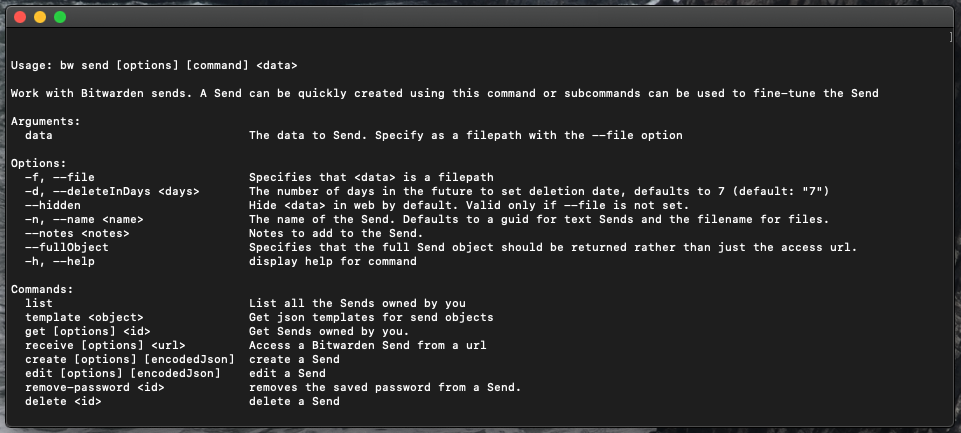 Usage: bw send [options] [command] <data>
Work with Bitwarden sends. A Send can be quickly created using this command or subcommands can be used to fine-tune the Send
Arguments:
data The data to Send. Specify as a filepath with the --file option
Options:
-f, --file Specifies that <data> is a filepath
-d, --deleteInDays <days> The number of days in the future to set deletion date, defaults to 7 (default: "7")
--hidden Hide <data> in web by default. Valid only if --file is not set.
-n, --name <name> The name of the Send. Defaults to a guid for text Sends and the filename for files.
--notes <notes> Notes to add to the Send.
--fullObject Specifies that the full Send object should be returned rather than just the access url.
-h, --help display help for command
Commands:
list List all the Sends owned by you
template <object> Get json templates for send objects
get [options] <id> Get Sends owned by you.
receive [options] <url> Access a Bitwarden Send from a url
create [options] [encodedJson] create a Send
edit [options] [encodedJson] edit a Send
remove-password <id> removes the saved password from a Send.
delete <id> delete a Send